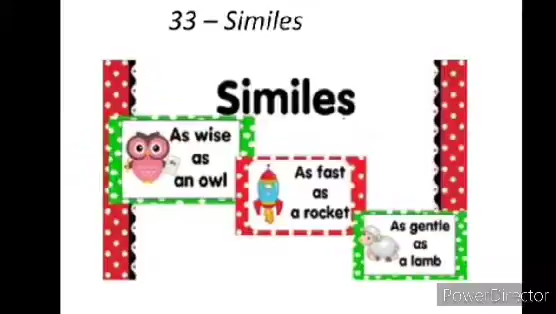 33 – Similes
Similes
As wise
as
an owl
As fast
as
a rocket
As gentle
as
a lamb
PowerDirector